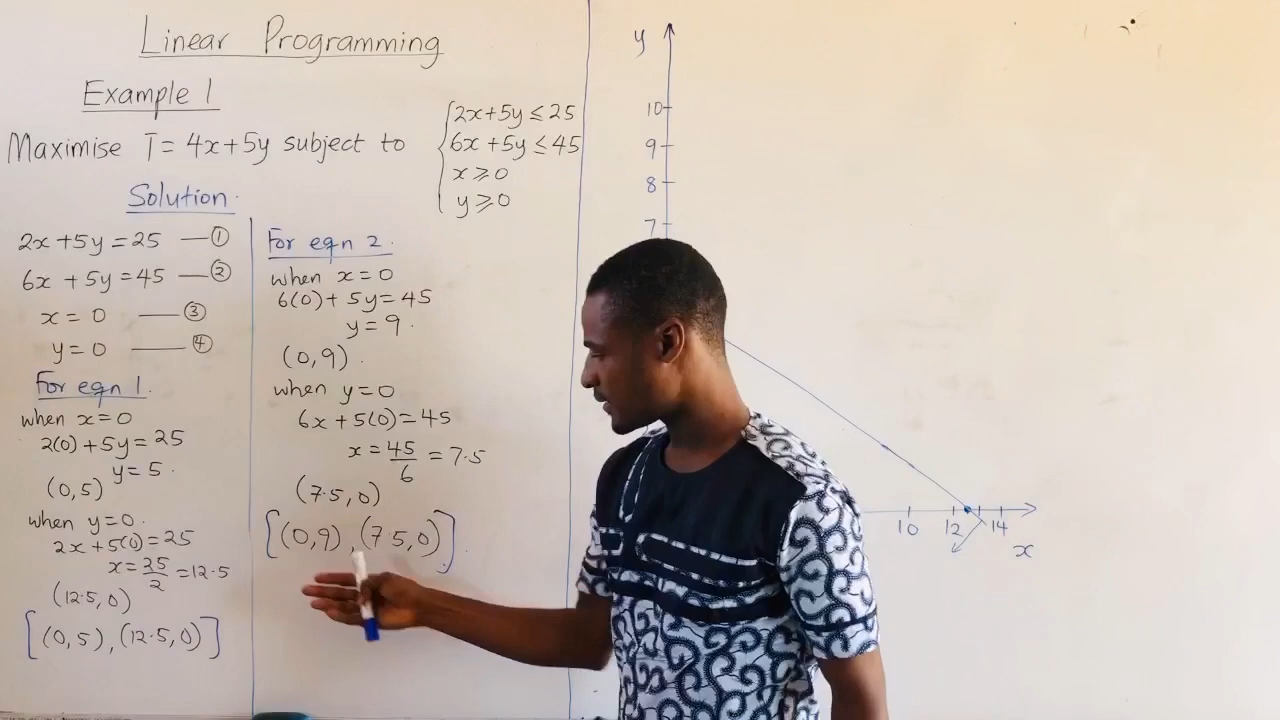 Linear Programming
Example 1
Maximise T = 4x+5y subject to
2x+5y ≤ 25
6x+5y ≤ 45
x ≥ 0
y ≥ 0
Solution.
2x+5y = 25 —①
6x+5y = 45 —②
x = 0 —③
y = 0 —④
For eqn 1.
when x=0
2(0)+5y = 25
y = 5.
(0,5)
when y=0.
2x+5(0) = 25
x = 25/2 = 12.5
(12.5, 0)
[(0,5), (12.5,0)]
For eqn 2.
when x=0
6(0)+5y = 45
y = 9.
(0,9).
when y=0
6x+5(0) = 45
x = 45/6 = 7.5
(7.5, 0)
[(0,9), (7.5,0)].
y
10
9
8
7
10 12 14
x